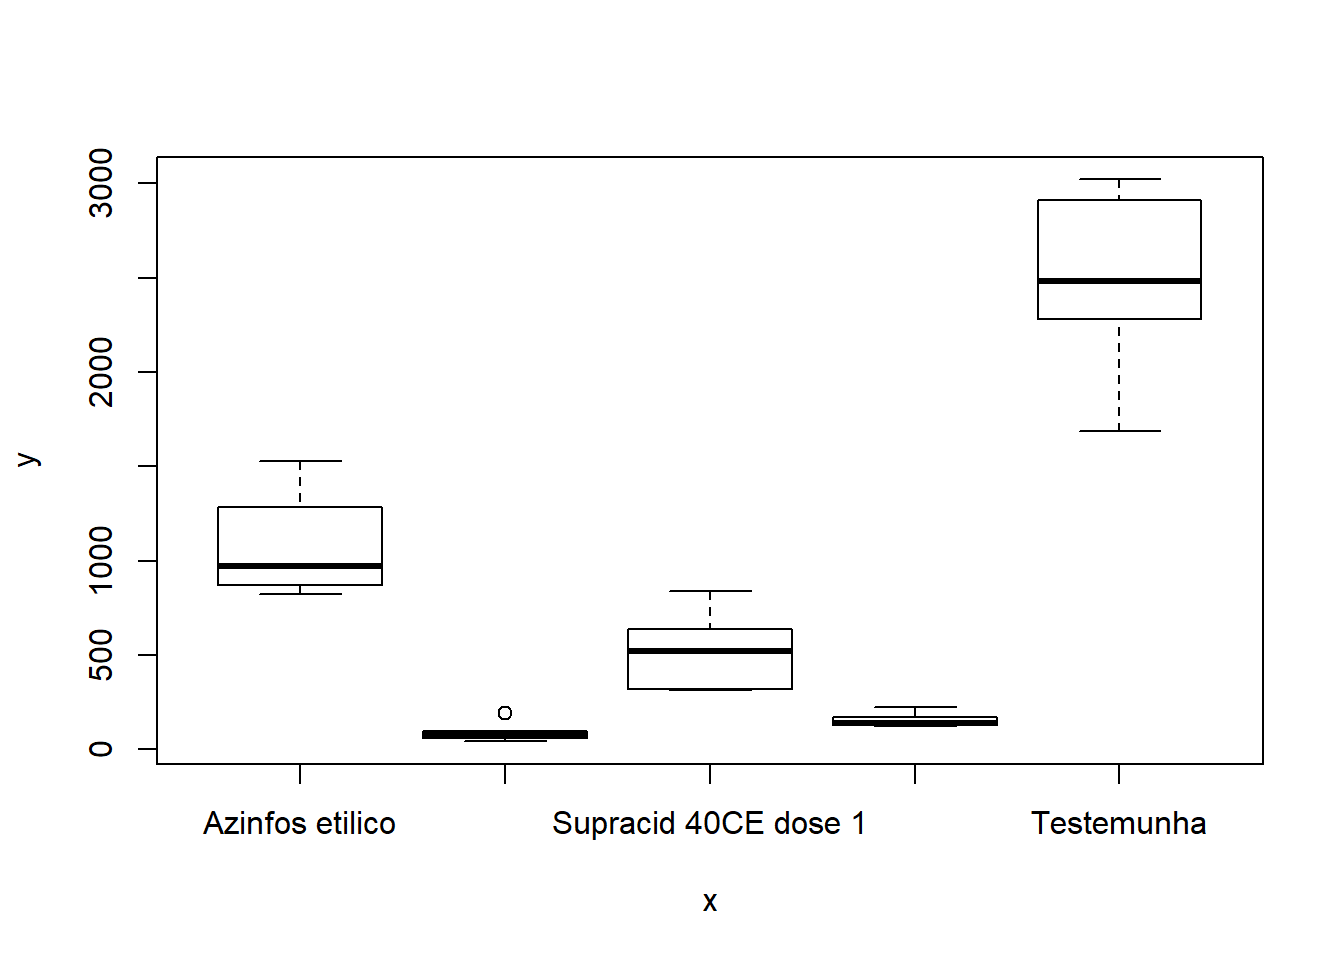 3000
2000
1000
500
0
y
Azinfos etilico
Supracid 40CE dose 1
Testemunha
x